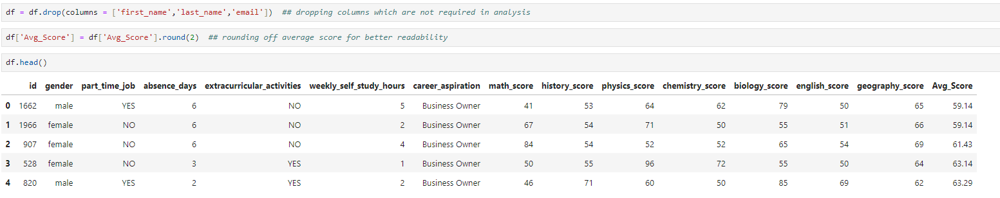 df = df.drop(columns = ['first_name','last_name','email'])  ## dropping columns which are not required in analysis
df['Avg_Score'] = df['Avg_Score'].round(2)  ## rounding off average score for better readability
df.head()
id gender part_time_job absence_days extracurricular_activities weekly_self_study_hours career_aspiration math_score history_score physics_score chemistry_score biology_score english_score geography_score Avg_Score
0 1662 male YES 6 NO 5 Business Owner 41 53 64 62 79 50 65 59.14
1 1966 female NO 6 NO 2 Business Owner 67 54 71 50 55 51 66 59.14
2 907 female NO 6 NO 4 Business Owner 84 54 52 52 65 54 69 61.43
3 528 female NO 3 YES 1 Business Owner 50 55 96 72 55 50 64 63.14
4 820 male YES 2 YES 2 Business Owner 46 71 60 50 85 69 62 63.29